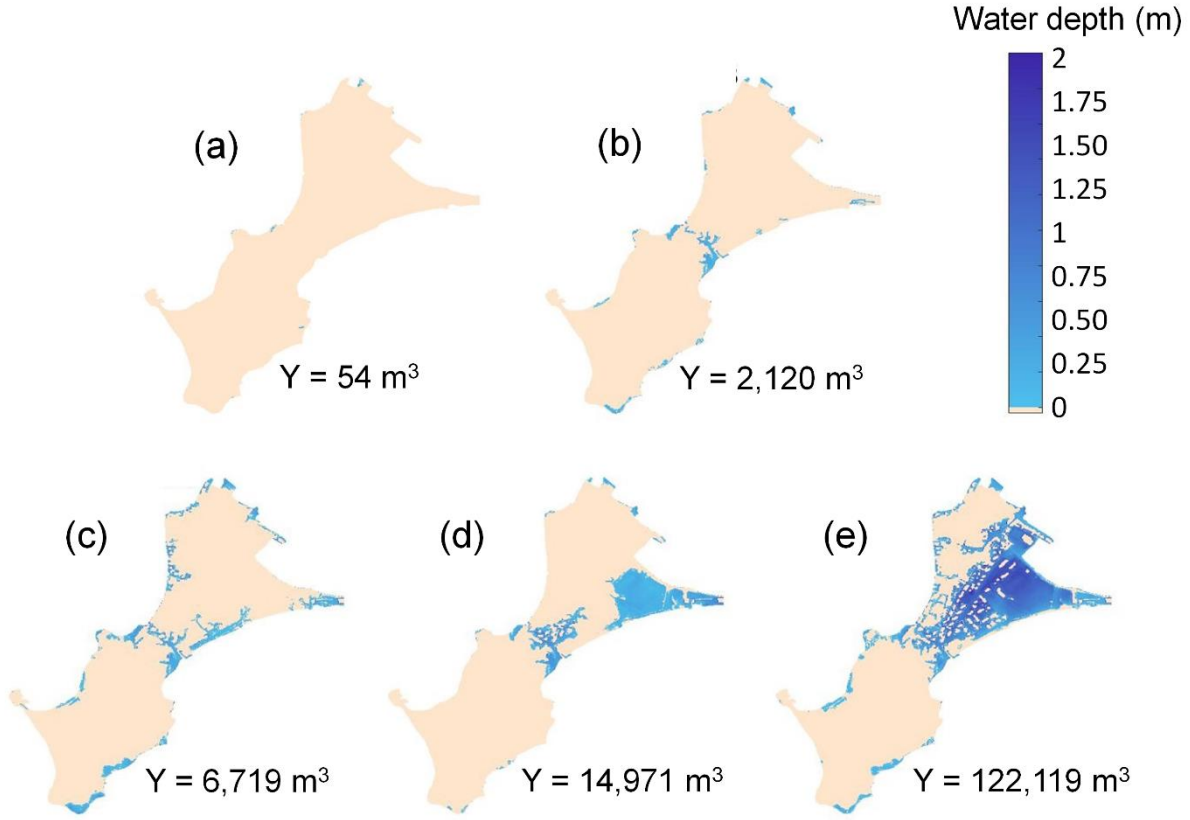 Water depth (m)
2
1.75
1.50
1.25
1
0.75
0.50
0.25
0
(a)
Y = 54 m³
(b)
Y = 2,120 m³
(c)
Y = 6,719 m³
(d)
Y = 14,971 m³
(e)
Y = 122,119 m³